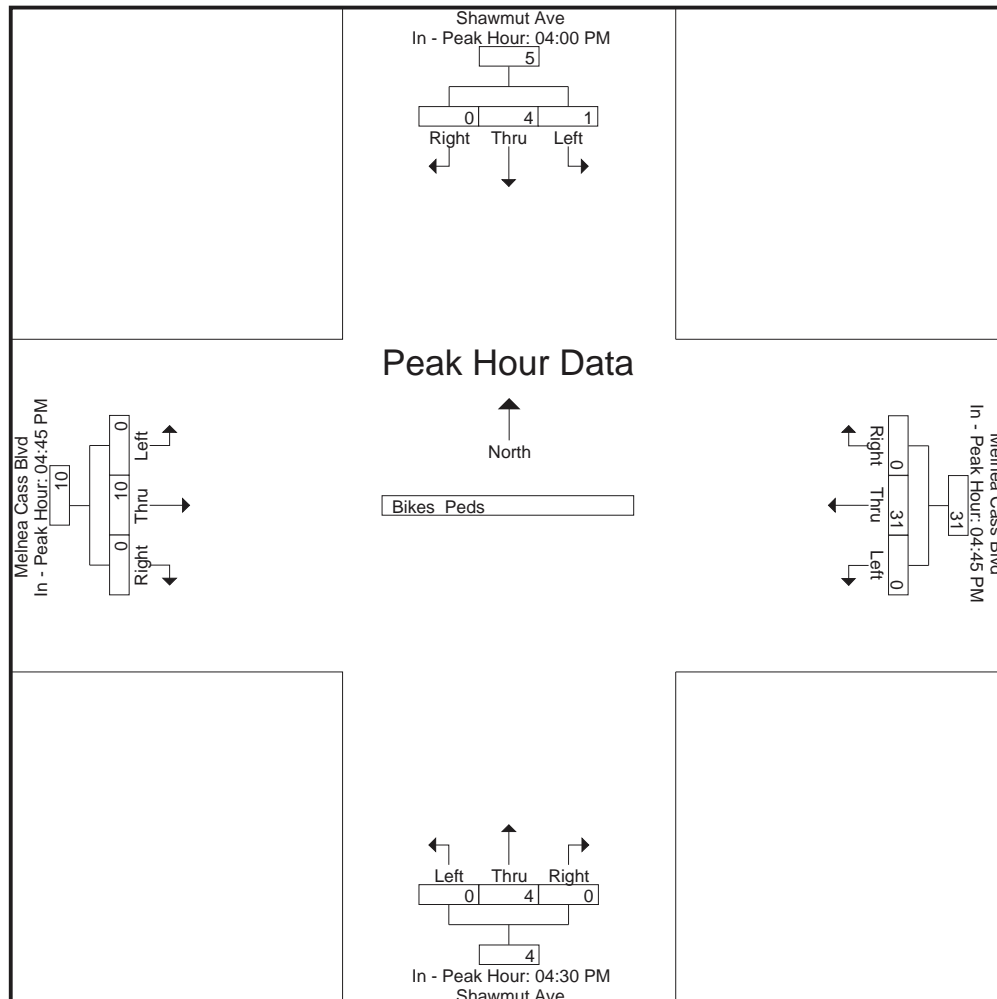 Shawmut Ave
In - Peak Hour: 04:00 PM
5
0 4 1
Right Thru Left
Peak Hour Data
North
Bikes Peds
Melnea Cass Blvd
In - Peak Hour: 04:45 PM
10
0 10 0
Left Thru Right
Melnea Cass Blvd
In - Peak Hour: 04:45 PM
31
0 31 0
Right Thru Left
Left Thru Right
0 4 0
4
In - Peak Hour: 04:30 PM
Shawmut Ave